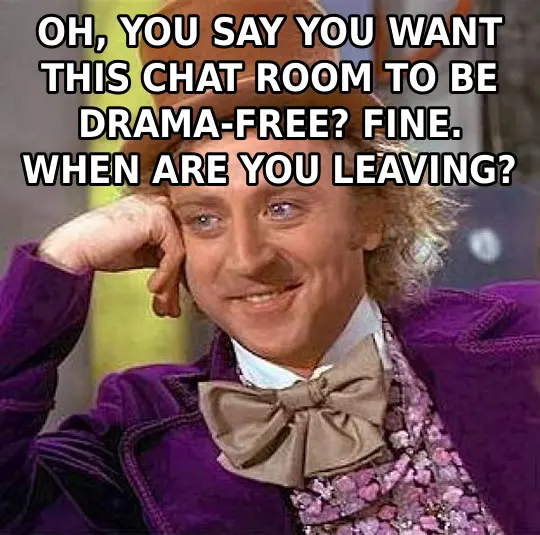 OH, YOU SAY YOU WANT
THIS CHAT ROOM TO BE
DRAMA-FREE? FINE.
WHEN ARE YOU LEAVING?